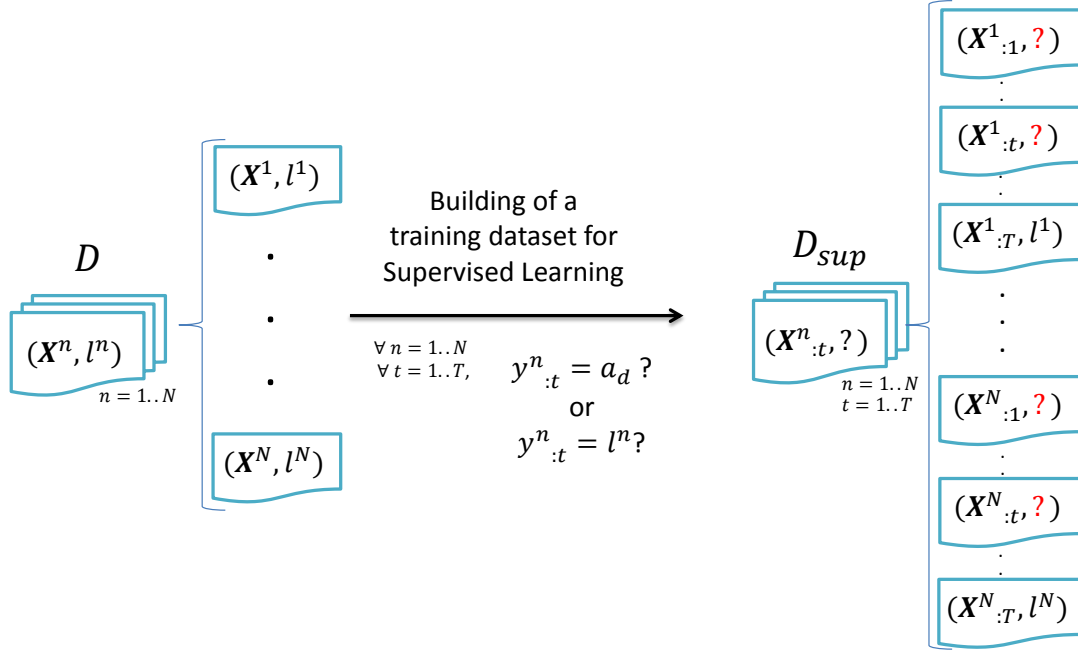 D
(Xⁿ, lⁿ)
n = 1..N
(X¹, l¹)
.
.
.
(Xᴺ, lᴺ)
Building of a
training dataset for
Supervised Learning
∀ n = 1..N
∀ t = 1..T,
yⁿ:t = a_d ?
or
yⁿ:t = lⁿ?
D_sup
(Xⁿ:t, ?)
n = 1..N
t = 1..T
(X¹:1, ?)
(X¹:t, ?)
(X¹:T, l¹)
.
.
.
(Xᴺ:1, ?)
(Xᴺ:t, ?)
(Xᴺ:T, lᴺ)